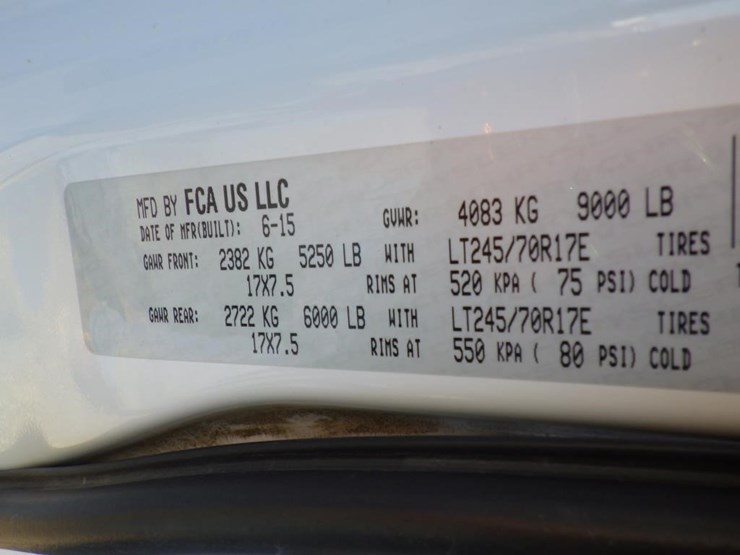 MFD BY FCA US LLC
DATE OF MFR(BUILT): 6-15 GVWR: 4083 KG 9000 LB
GAWR FRONT: 2382 KG 5250 LB WITH LT245/70R17E TIRES
17X7.5 RIMS AT 520 KPA ( 75 PSI) COLD
GAWR REAR: 2722 KG 6000 LB WITH LT245/70R17E TIRES
17X7.5 RIMS AT 550 KPA ( 80 PSI) COLD